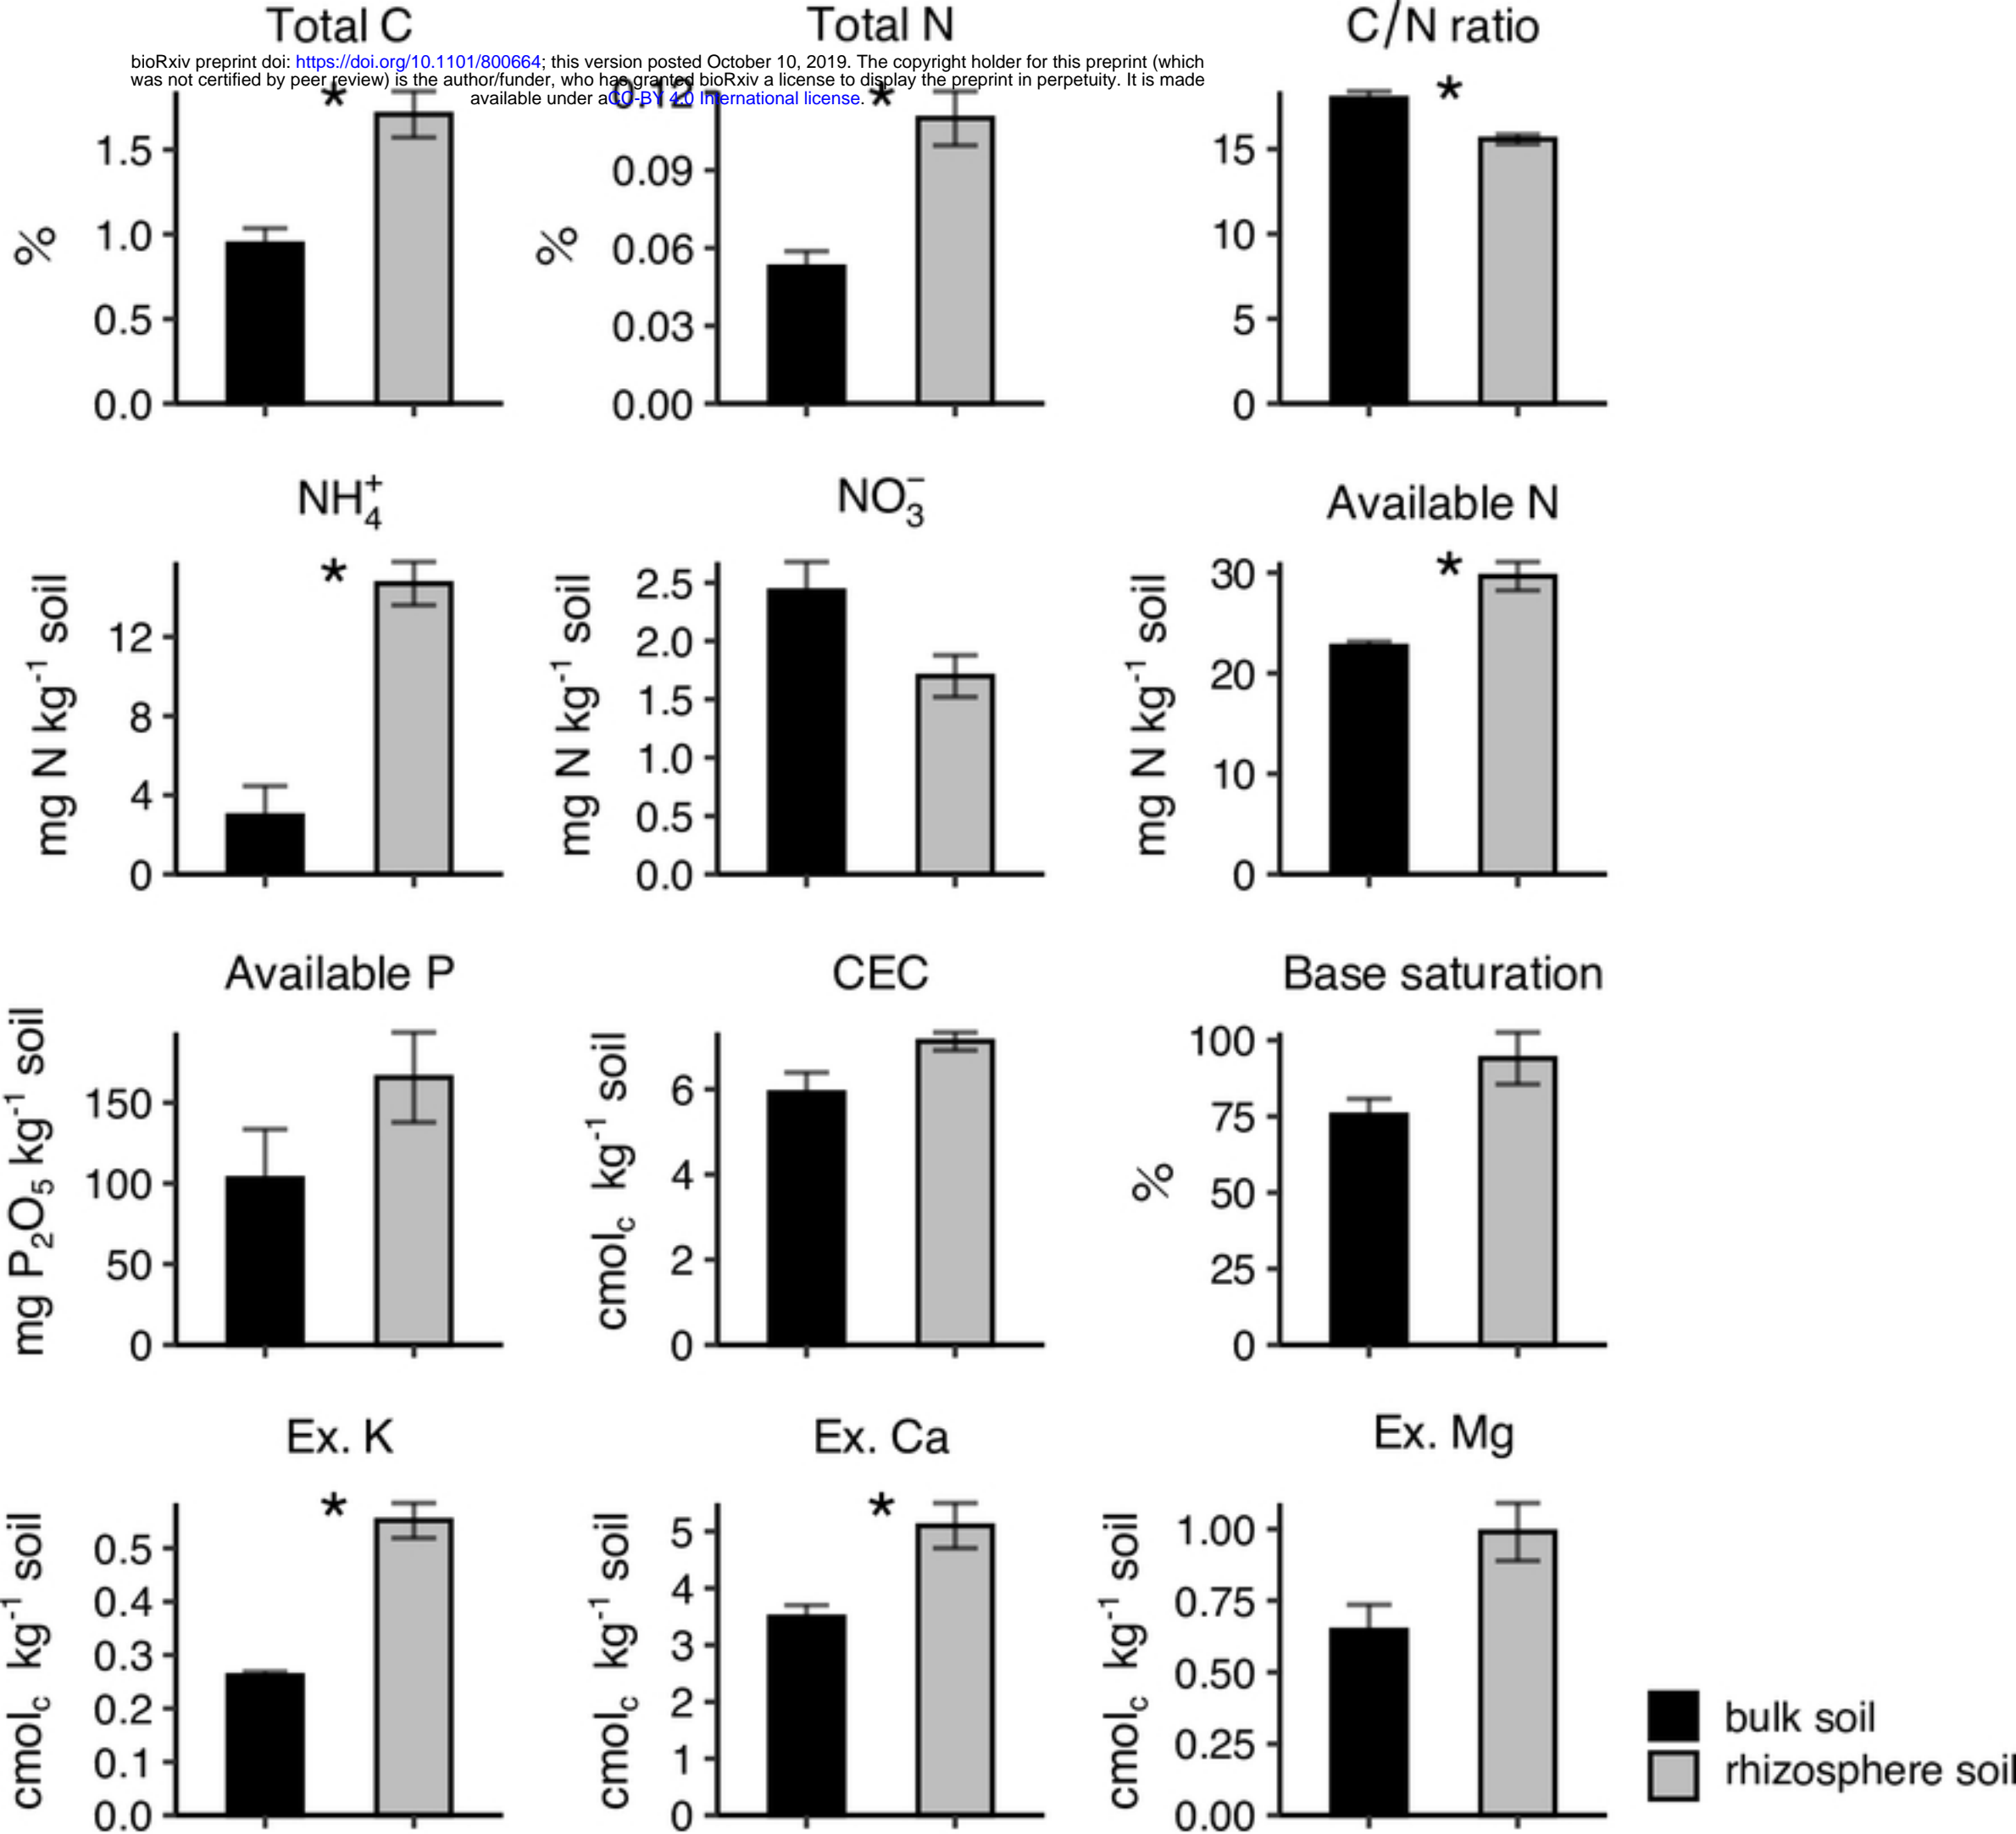 Total C Total N C/N ratio
bioRxiv preprint doi: https://doi.org/10.1101/800664; this version posted October 10, 2019. The copyright holder for this preprint (which
was not certified by peer review) is the author/funder, who has granted bioRxiv a license to display the preprint in perpetuity. It is made
available under aCC-BY 4.0 International license.
%
1.5
1.0
0.5
0.0
*
%
0.12
0.09
0.06
0.03
0.00
*
15
10
5
0
*
NH₄⁺
mg N kg⁻¹ soil
12
8
4
0
*
NO₃⁻
mg N kg⁻¹ soil
2.5
2.0
1.5
1.0
0.5
0.0
Available N
mg N kg⁻¹ soil
30
20
10
0
*
Available P
mg P₂O₅ kg⁻¹ soil
150
100
50
0
CEC
cmol꜀ kg⁻¹ soil
6
4
2
0
Base saturation
%
100
75
50
25
0
Ex. K
cmol꜀ kg⁻¹ soil
0.5
0.4
0.3
0.2
0.1
0.0
*
Ex. Ca
cmol꜀ kg⁻¹ soil
5
4
3
2
1
0
*
Ex. Mg
cmol꜀ kg⁻¹ soil
1.00
0.75
0.50
0.25
0.00
bulk soil
rhizosphere soil